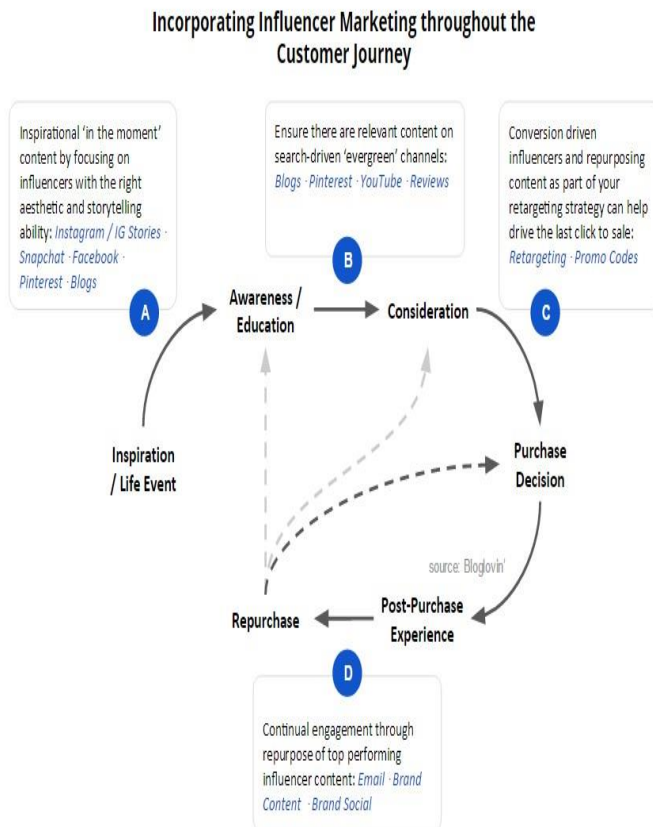 Incorporating Influencer Marketing throughout the
Customer Journey
Inspirational 'in the moment'
content by focusing on
influencers with the right
aesthetic and storytelling
ability: Instagram / IG Stories ·
Snapchat · Facebook ·
Pinterest · Blogs
A
Ensure there are relevant content on
search-driven 'evergreen' channels:
Blogs · Pinterest · YouTube · Reviews
B
Conversion driven
influencers and repurposing
content as part of your
retargeting strategy can help
drive the last click to sale:
Retargeting · Promo Codes
C
Awareness /
Education
Consideration
Inspiration
/ Life Event
Purchase
Decision
source: Bloglovin'
Repurchase
Post-Purchase
Experience
D
Continual engagement through
repurpose of top performing
influencer content: Email · Brand
Content · Brand Social